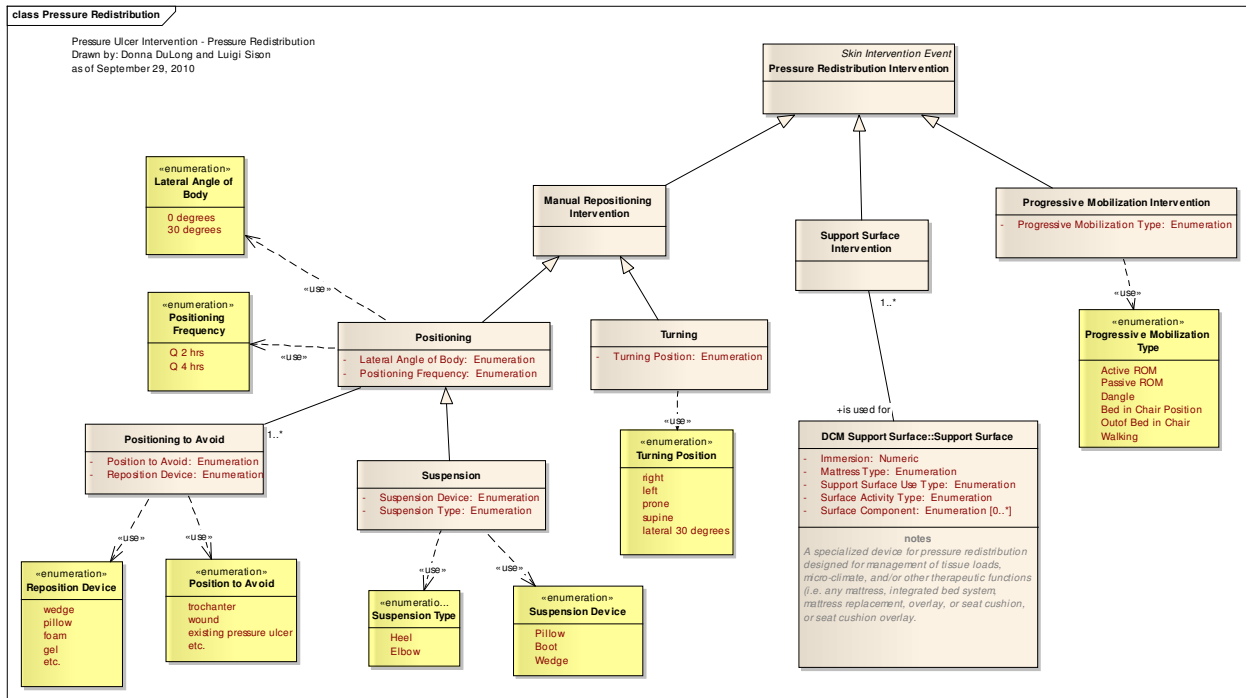 class Pressure Redistribution
Pressure Ulcer Intervention - Pressure Redistribution
Drawn by: Donna DuLong and Luigi Sison
as of September 29, 2010
Skin Intervention Event
Pressure Redistribution Intervention
«enumeration»
Lateral Angle of
Body
0 degrees
30 degrees
Manual Repositioning
Intervention
Support Surface
Intervention
Progressive Mobilization Intervention
- Progressive Mobilization Type: Enumeration
«use»
«use»
1..*
«enumeration»
Positioning
Frequency
Q 2 hrs
Q 4 hrs
«use»
Positioning
- Lateral Angle of Body: Enumeration
- Positioning Frequency: Enumeration
Turning
- Turning Position: Enumeration
«enumeration»
Progressive Mobilization
Type
Active ROM
Passive ROM
Dangle
Bed in Chair Position
Outof Bed in Chair
Walking
«use»
+is used for
1..*
Positioning to Avoid
- Position to Avoid: Enumeration
- Reposition Device: Enumeration
Suspension
- Suspension Device: Enumeration
- Suspension Type: Enumeration
«enumeration»
Turning Position
right
left
prone
supine
lateral 30 degrees
DCM Support Surface::Support Surface
- Immersion: Numeric
- Mattress Type: Enumeration
- Support Surface Use Type: Enumeration
- Surface Activity Type: Enumeration
- Surface Component: Enumeration [0..*]
notes
A specialized device for pressure redistribution
designed for management of tissue loads,
micro-climate, and/or other therapeutic functions
(i.e. any mattress, integrated bed system,
mattress replacement, overlay, or seat cushion,
or seat cushion overlay.
«use»
«use»
«use»
«use»
«enumeration»
Reposition Device
wedge
pillow
foam
gel
etc.
«enumeration»
Position to Avoid
trochanter
wound
existing pressure ulcer
etc.
«enumeratio...
Suspension Type
Heel
Elbow
«enumeration»
Suspension Device
Pillow
Boot
Wedge